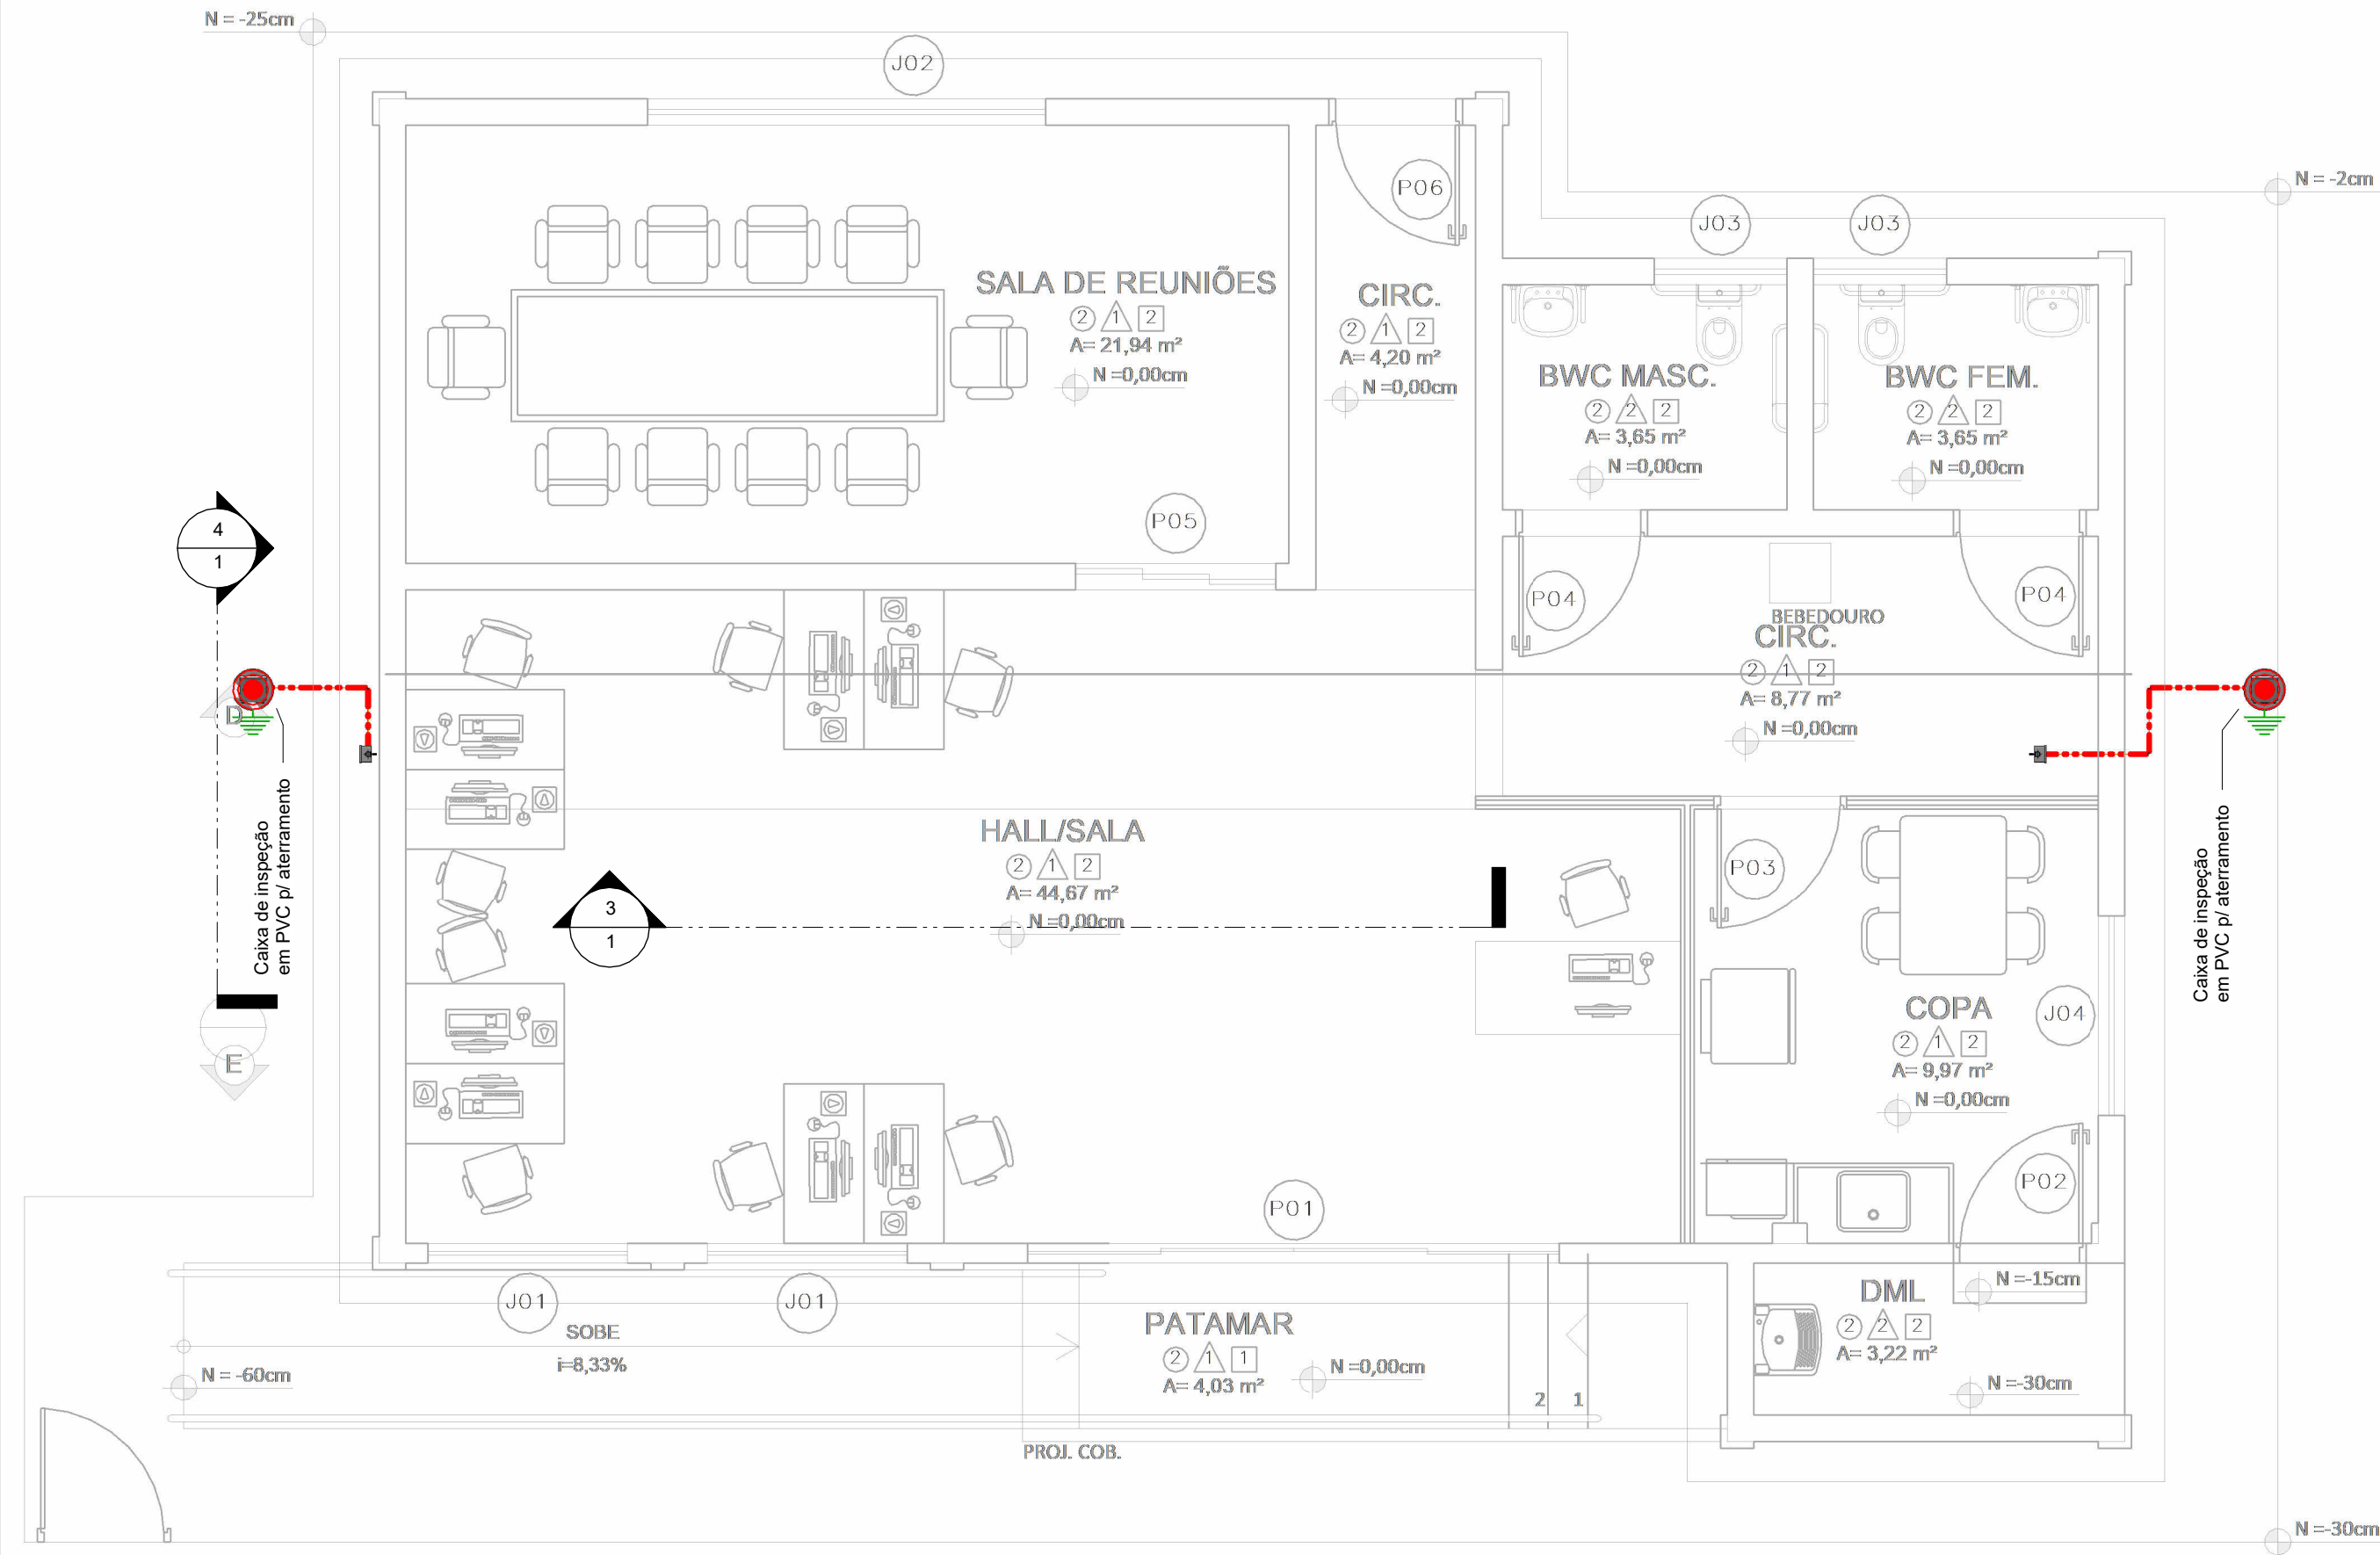 N = -25cm
J02
P06
N = -2cm
J03
J03
SALA DE REUNIÕES
2 1 2
A= 21,94 m²
N =0,00cm
CIRC.
2 1 2
A= 4,20 m²
N =0,00cm
BWC MASC.
2 2 2
A= 3,65 m²
N =0,00cm
BWC FEM.
2 2 2
A= 3,65 m²
N =0,00cm
P05
4
1
P04
P04
BEBEDOURO
CIRC.
2 1 2
A= 8,77 m²
N =0,00cm
D
Caixa de inspeção
em PVC p/ aterramento
HALL/SALA
2 1 2
A= 44,67 m²
N =0,00cm
3
1
P03
Caixa de inspeção
em PVC p/ aterramento
COPA
2 1 2
A= 9,97 m²
N =0,00cm
J04
E
P02
P01
J01
J01
SOBE
i=8,33%
N = -60cm
PATAMAR
2 1 1
A= 4,03 m²
N =0,00cm
2 1
DML
2 2 2
A= 3,22 m²
N =-15cm
N =-30cm
PROJ. COB.
N =-30cm